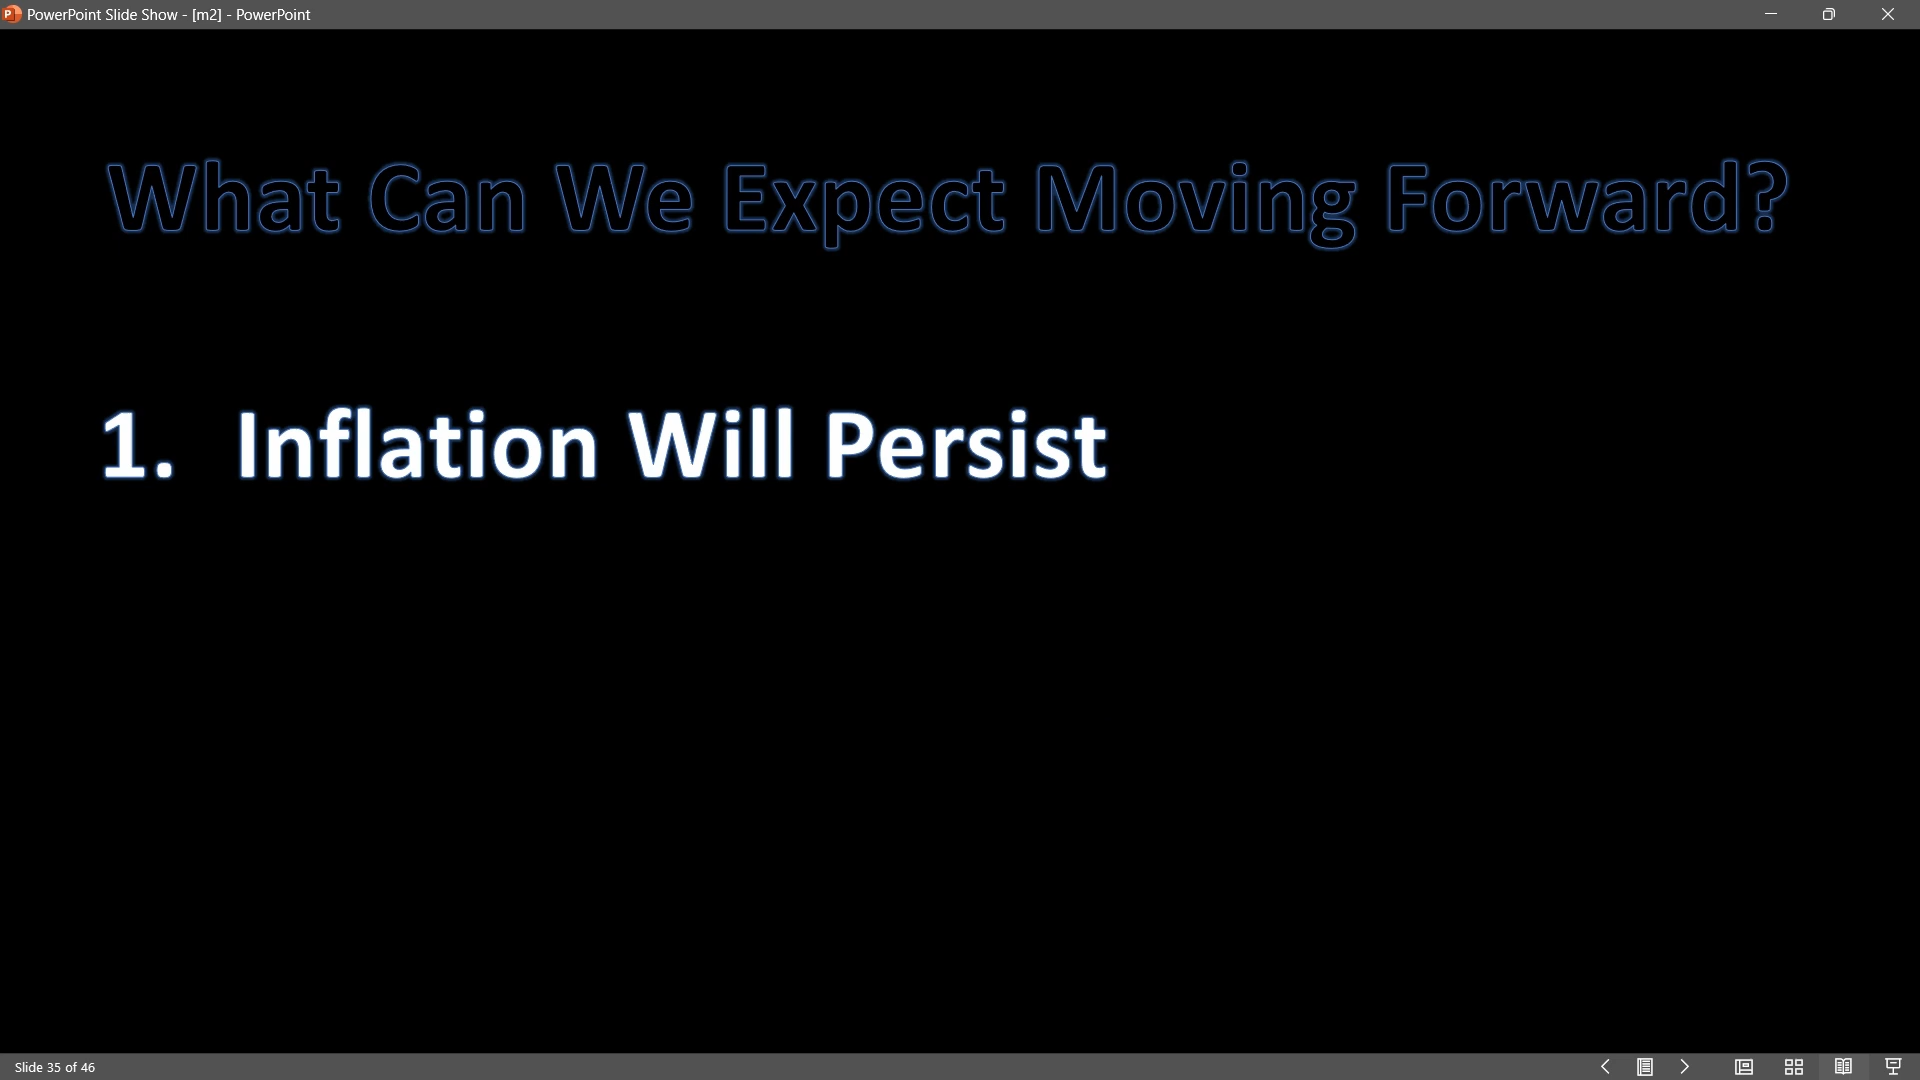 PowerPoint Slide Show - [m2] - PowerPoint
What Can We Expect Moving Forward?
1. Inflation Will Persist
Slide 35 of 46